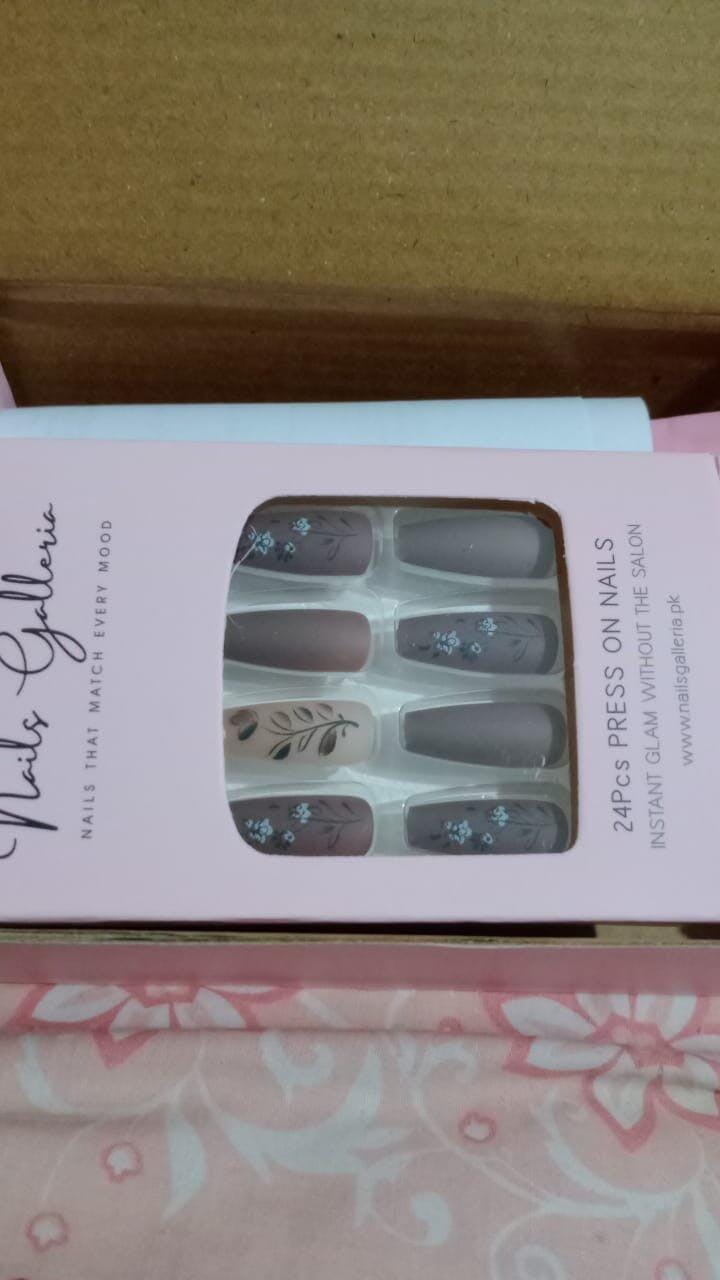 Nails Galleria
NAILS THAT MATCH EVERY MOOD
24Pcs PRESS ON NAILS
INSTANT GLAM WITHOUT THE SALON
www.nailsgalleria.pk